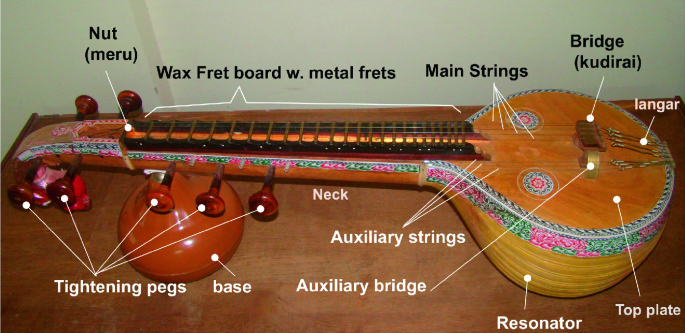 Nut
(meru)
Wax Fret board w. metal frets
Main Strings
Bridge
(kudirai)
langar
Neck
Auxiliary strings
Tightening pegs
base
Auxiliary bridge
Top plate
Resonator